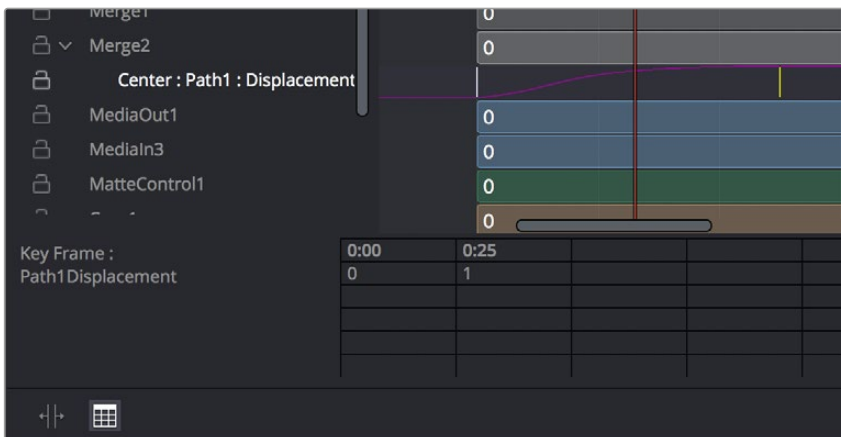 Merge1 0
Merge2 0
Center : Path1 : Displacement
MediaOut1 0
MediaIn3 0
MatteControl1 0
0
Key Frame : 0:00 0:25
Path1Displacement 0 1